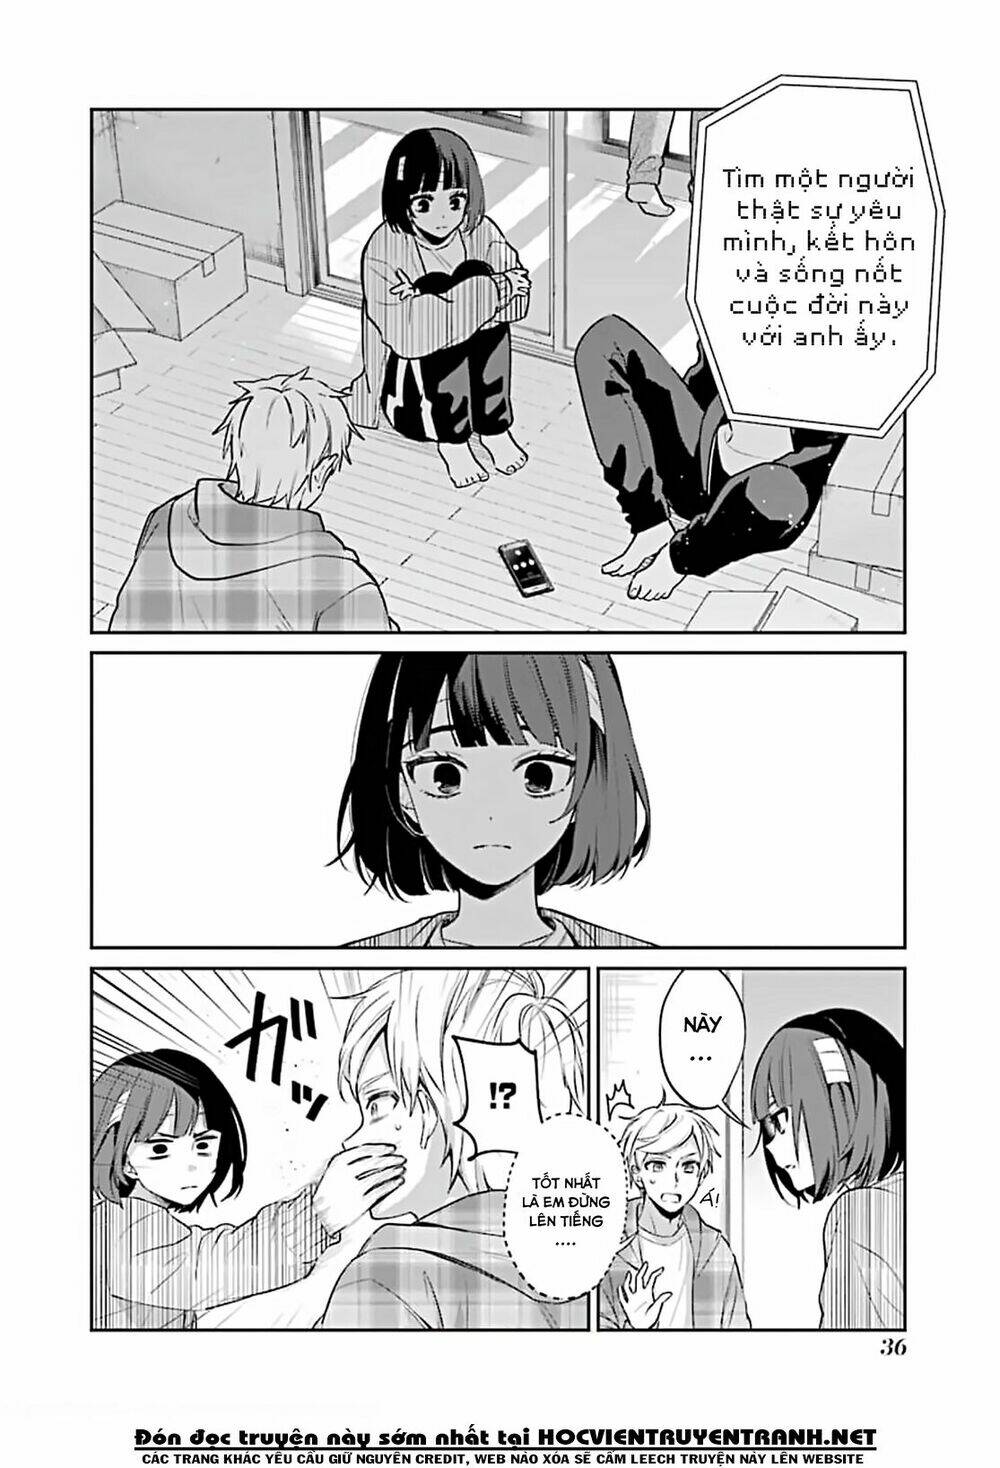 Tìm một người
thật sự yêu
mình, kết hôn
và sống nốt
cuộc đời này
với anh ấy.
NÀY
...
Á!
!?
TỐT NHẤT
LÀ EM ĐỪNG
LÊN TIẾNG
....
ガッ
36
Đón đọc truyện này sớm nhất tại HOCVIENTRUYENTRANH.NET
CÁC TRANG KHÁC YÊU CẦU GIỮ NGUYÊN CREDIT, WEB NÀO XÓA SẼ CẤM LEECH TRUYỆN NÀY LÊN WEBSITE